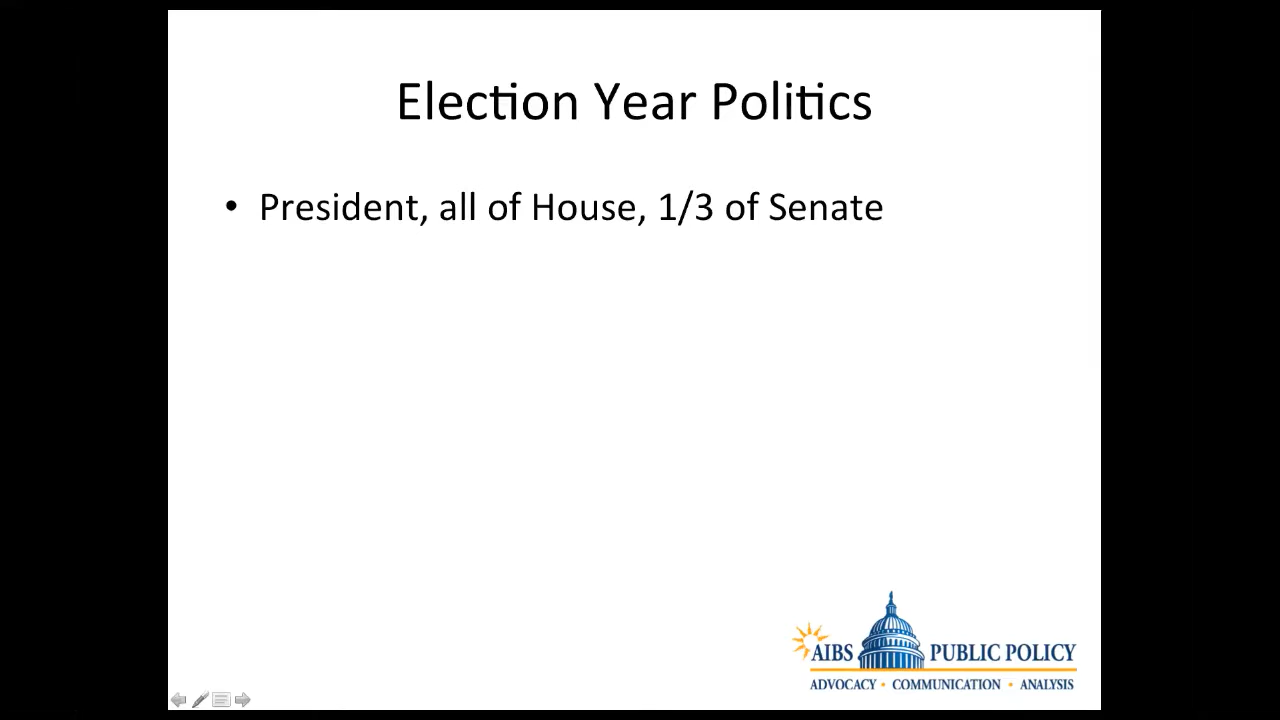 Election Year Politics
• President, all of House, 1/3 of Senate
AIBS PUBLIC POLICY
ADVOCACY • COMMUNICATION • ANALYSIS